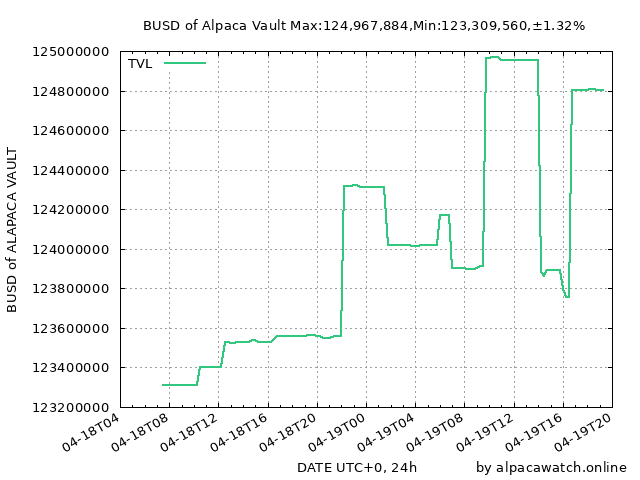 BUSD of Alpaca Vault Max:124,967,884,Min:123,309,560,±1.32%
TVL
125000000
124800000
124600000
124400000
124200000
124000000
123800000
123600000
123400000
123200000
BUSD of ALAPACA VAULT
04-18T04
04-18T08
04-18T12
04-18T16
04-18T20
04-19T00
04-19T04
04-19T08
04-19T12
04-19T16
04-19T20
DATE UTC+0, 24h
by alpacawatch.online